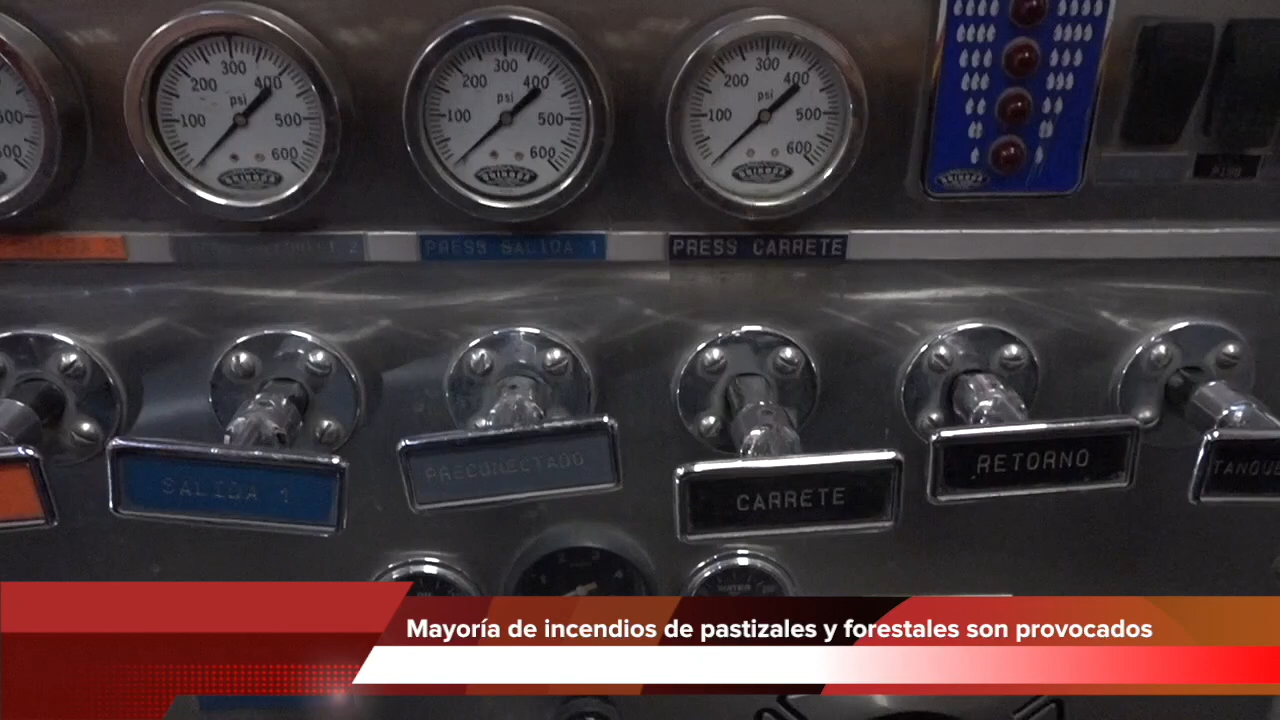 300
200
400
psi
100
500
600
300
200
400
psi
100
500
600
300
200
400
psi
100
500
600
PRESS SALIDA 1
PRESS CARRETE
SALIDA 1
PRECONECTADO
CARRETE
RETORNO
Mayoría de incendios de pastizales y forestales son provocados